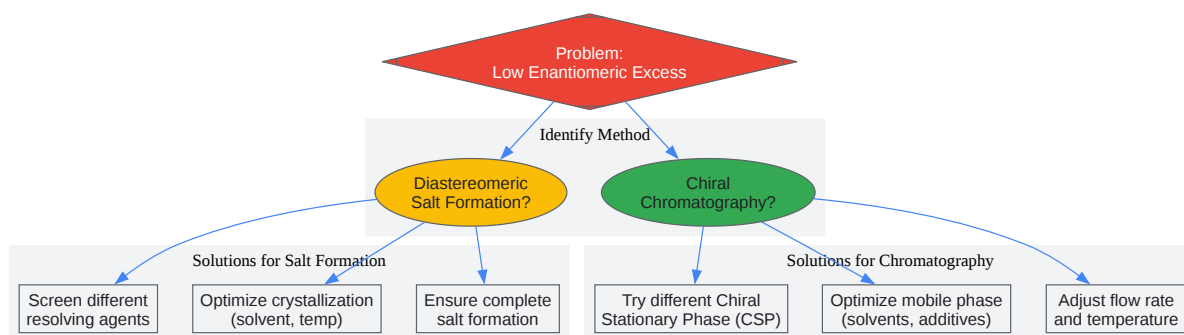 Problem:
Low Enantiomeric Excess
Identify Method
Diastereomeric
Salt Formation?
Chiral
Chromatography?
Solutions for Salt Formation
Solutions for Chromatography
Screen different
resolving agents
Optimize crystallization
(solvent, temp)
Ensure complete
salt formation
Try different Chiral
Stationary Phase (CSP)
Optimize mobile phase
(solvents, additives)
Adjust flow rate
and temperature